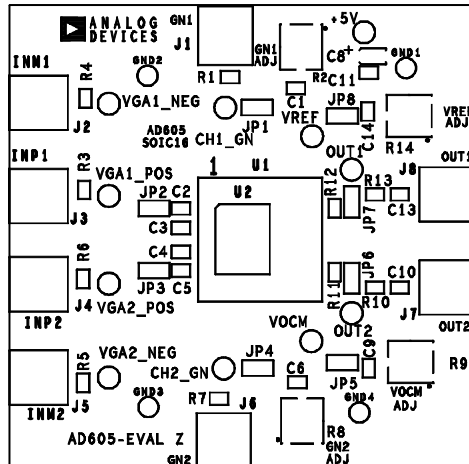 ANALOG
DEVICES
GN1
J1
+5V
INM1
R4
GND2
R1
GN1
ADJ
R2
C8
+
GND1
C11
J2
VGA1_NEG
AD605
SOIC16
CH1_GN
JP1
C1
VREF
JP8
C14
R14
VREF
ADJ
INP1
R3
VGA1_POS
1
U1
OUT1
J8
OUT1
J3
JP2
C2
C3
U2
R12
JP7
R13
C13
R6
C4
JP3
C5
R11
JP6
R10
C10
J4
VGA2_POS
INP2
J7
OUT2
VOCM
OUT2
R5
VGA2_NEG
CH2_GN
JP4
C6
JP5
C9
R9
VOCM
ADJ
INM2
J5
GND3
R7
J6
R8
GND4
AD605-EVAL Z
GN2
GN2
ADJ